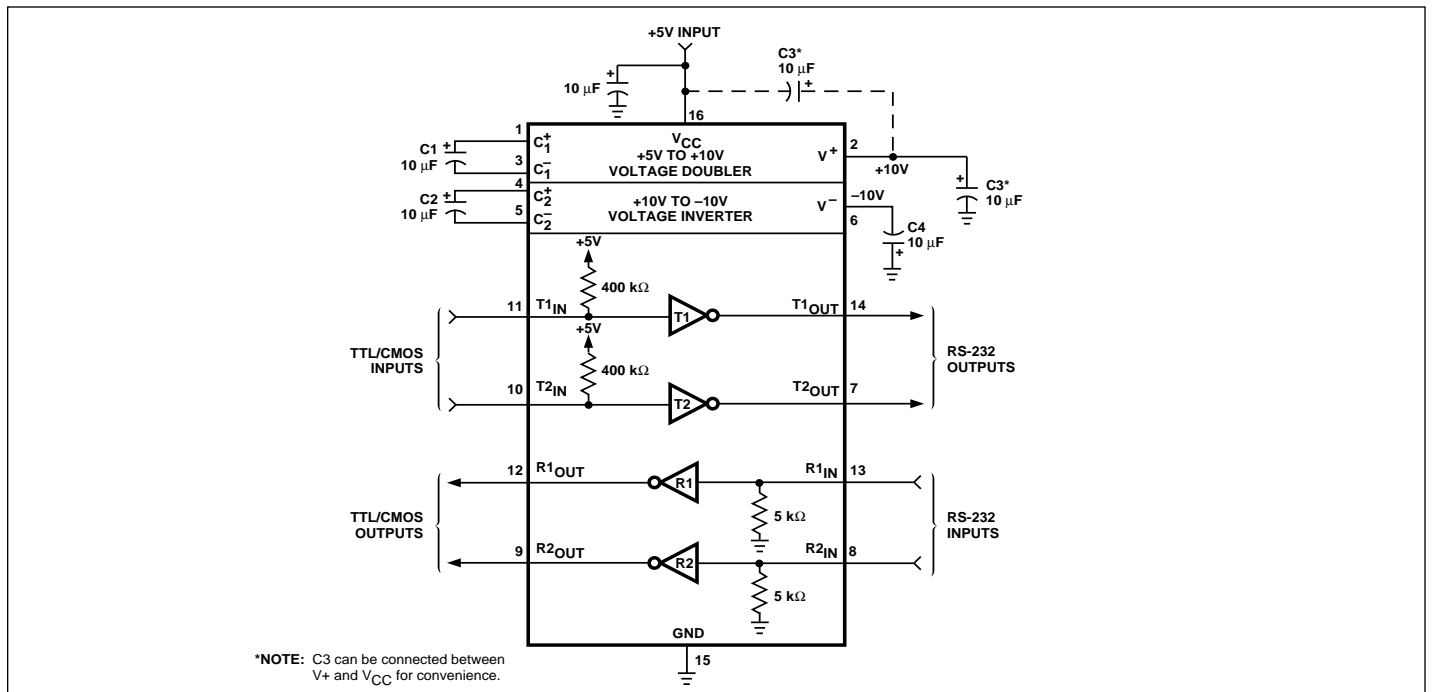 +5V INPUT
C3*
10 µF
+
10 µF
+
16
1
2
VCC
C1+
+5V TO +10V
VOLTAGE DOUBLER
V+
+10V
C1
+
10 µF
3
C1−
C3*
+
10 µF
4
C2
+
10 µF
C2+
+10V TO –10V
VOLTAGE INVERTER
V−
–10V
6
5
C2−
C4
10 µF
+
+5V
400 kΩ
11
T1IN
T1
T1OUT
14
+5V
TTL/CMOS
INPUTS
400 kΩ
RS-232
OUTPUTS
10
T2IN
T2
T2OUT
7
12
R1OUT
R1
R1IN
13
5 kΩ
TTL/CMOS
OUTPUTS
RS-232
INPUTS
9
R2OUT
R2
R2IN
8
5 kΩ
GND
15
*NOTE: C3 can be connected between
V+ and VCC for convenience.